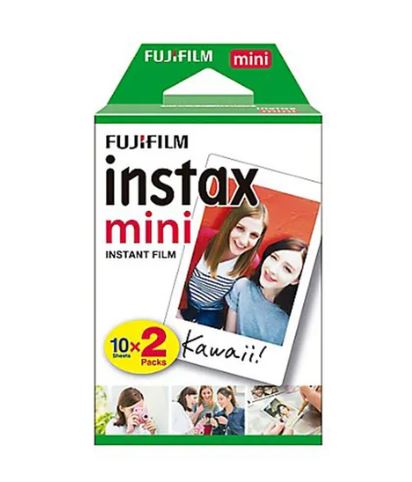 FUJIFILM mini
FUJIFILM
instax
mini
INSTANT FILM
10×2
Sheets Packs
Kawaii!